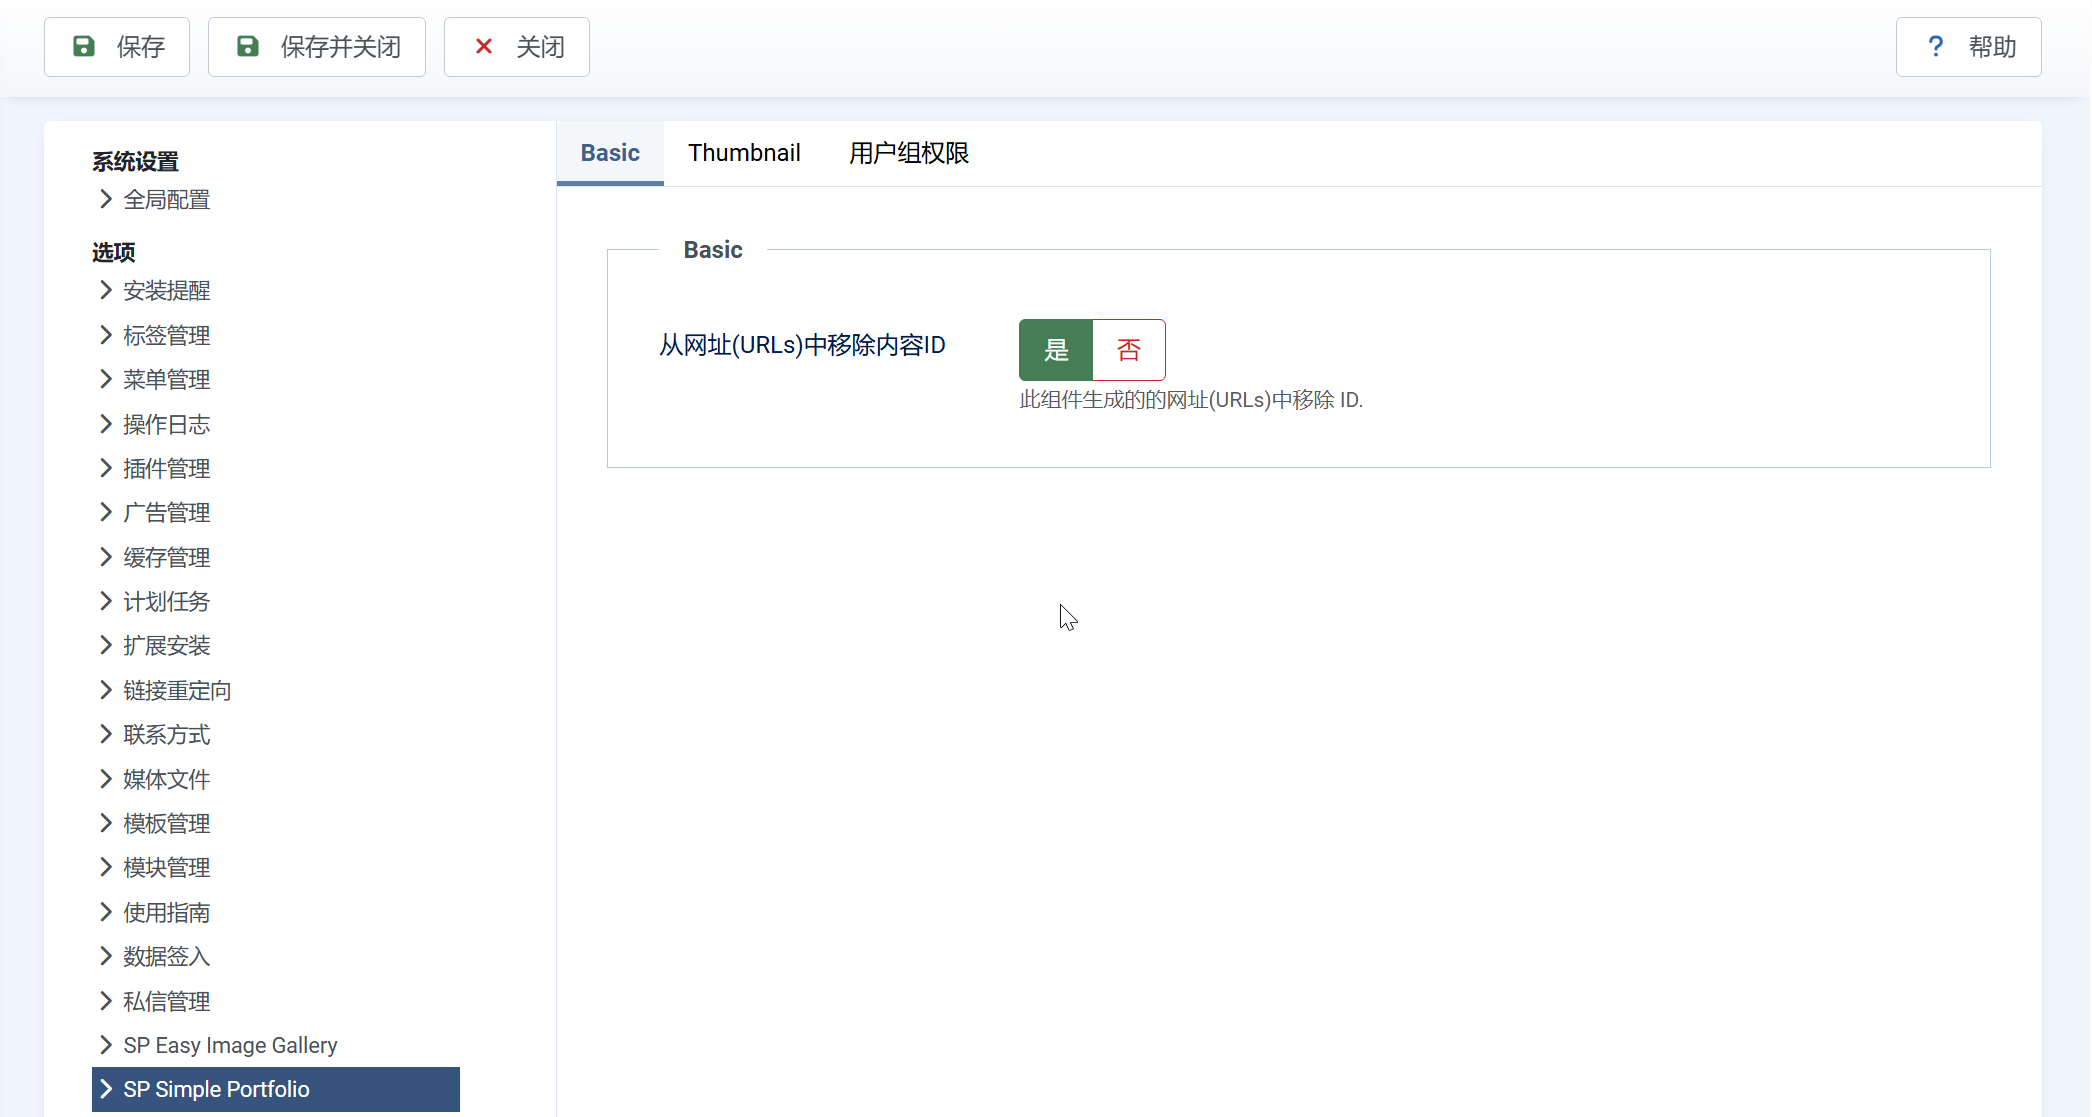 保存
保存并关闭
关闭
帮助
系统设置
全局配置
选项
安装提醒
标签管理
菜单管理
操作日志
插件管理
广告管理
缓存管理
计划任务
扩展安装
链接重定向
联系方式
媒体文件
模板管理
模块管理
使用指南
数据签入
私信管理
SP Easy Image Gallery
SP Simple Portfolio
Basic
Thumbnail
用户组权限
Basic
从网址(URLs)中移除内容ID
是
否
此组件生成的的网址(URLs)中移除 ID.